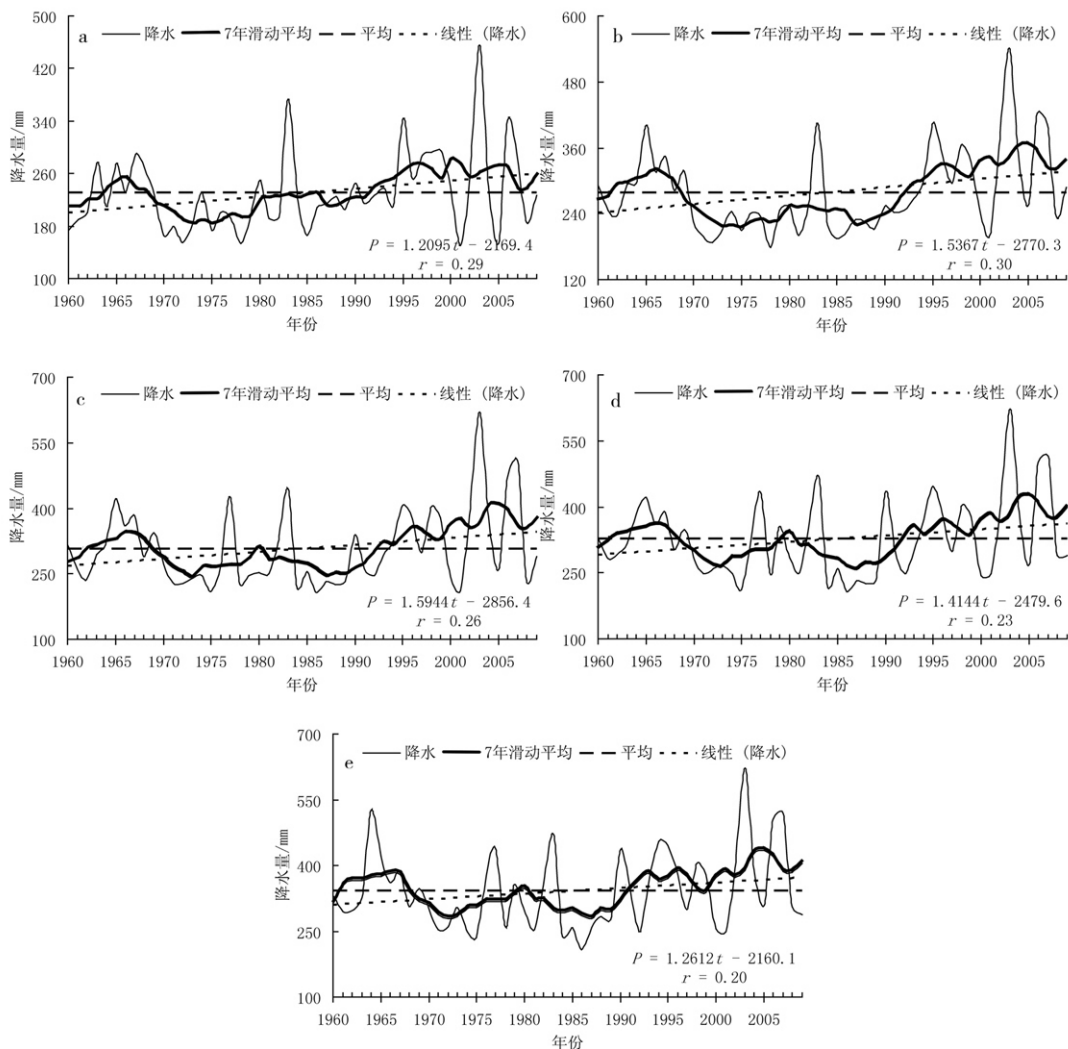 500
a
降水 7年滑动平均 平均 线性 (降水)
420
340
260
180
100
降水量/mm
P = 1.2095t − 2169.4
r = 0.29
1960 1965 1970 1975 1980 1985 1990 1995 2000 2005
年份
600
b
降水 7年滑动平均 平均 线性 (降水)
480
360
240
120
降水量/mm
P = 1.5367t − 2770.3
r = 0.30
1960 1965 1970 1975 1980 1985 1990 1995 2000 2005
年份
700
c
降水 7年滑动平均 平均 线性 (降水)
550
400
250
100
降水量/mm
P = 1.5944t − 2856.4
r = 0.26
1960 1965 1970 1975 1980 1985 1990 1995 2000 2005
年份
700
d
降水 7年滑动平均 平均 线性 (降水)
550
400
250
100
降水量/mm
P = 1.4144t − 2479.6
r = 0.23
1960 1965 1970 1975 1980 1985 1990 1995 2000 2005
年份
700
e
降水 7年滑动平均 平均 线性 (降水)
550
400
250
100
降水量/mm
P = 1.2612t − 2160.1
r = 0.20
1960 1965 1970 1975 1980 1985 1990 1995 2000 2005
年份